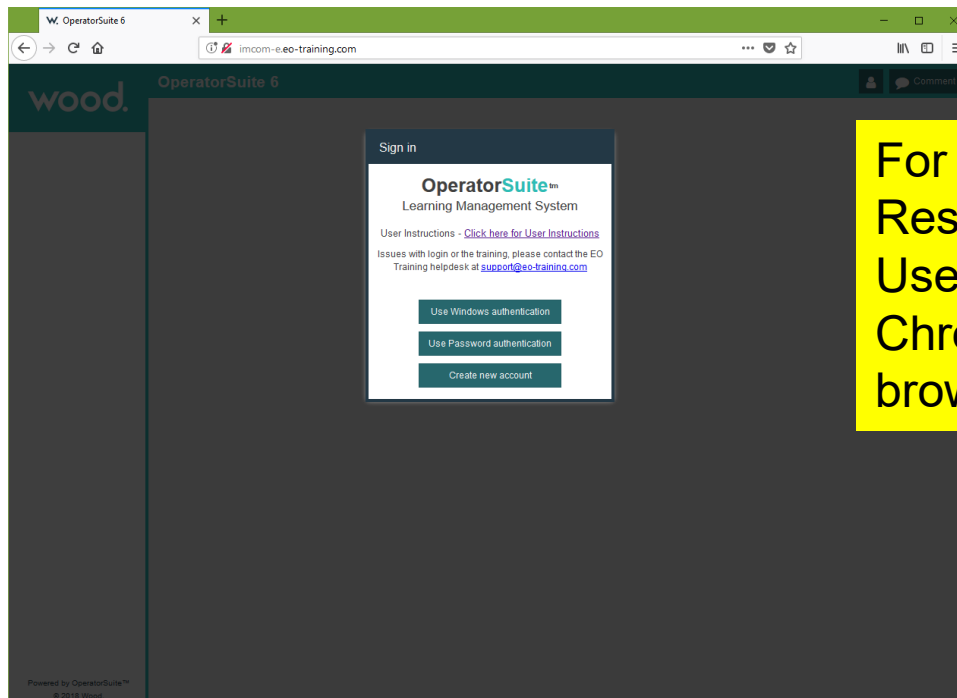 W. OperatorSuite 6
imcom-e.eo-training.com
wood.
OperatorSuite 6
Comment
Sign in
OperatorSuite tm
Learning Management System
User Instructions - Click here for User Instructions
Issues with login or the training, please contact the EO
Training helpdesk at support@eo-training.com
Use Windows authentication
Use Password authentication
Create new account
For
Res
Use
Chr
brow
Powered by OperatorSuite™
© 2018 Wood.